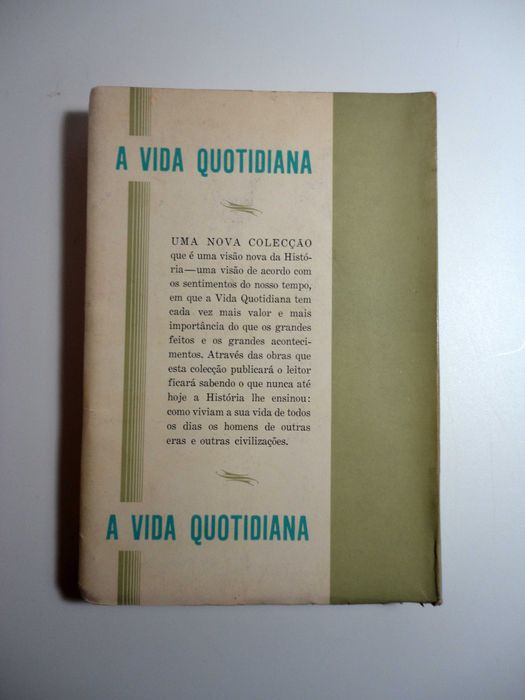 A VIDA QUOTIDIANA
UMA NOVA COLECÇÃO
que é uma visão nova da Histó-
ria—uma visão de acordo com
os sentimentos do nosso tempo,
em que a Vida Quotidiana tem
cada vez mais valor e mais
importância do que os grandes
feitos e os grandes aconteci-
mentos. Através das obras que
esta colecção publicará o leitor
ficará sabendo o que nunca até
hoje a História lhe ensinou:
como viviam a sua vida de todos
os dias os homens de outras
eras e outras civilizações.
A VIDA QUOTIDIANA